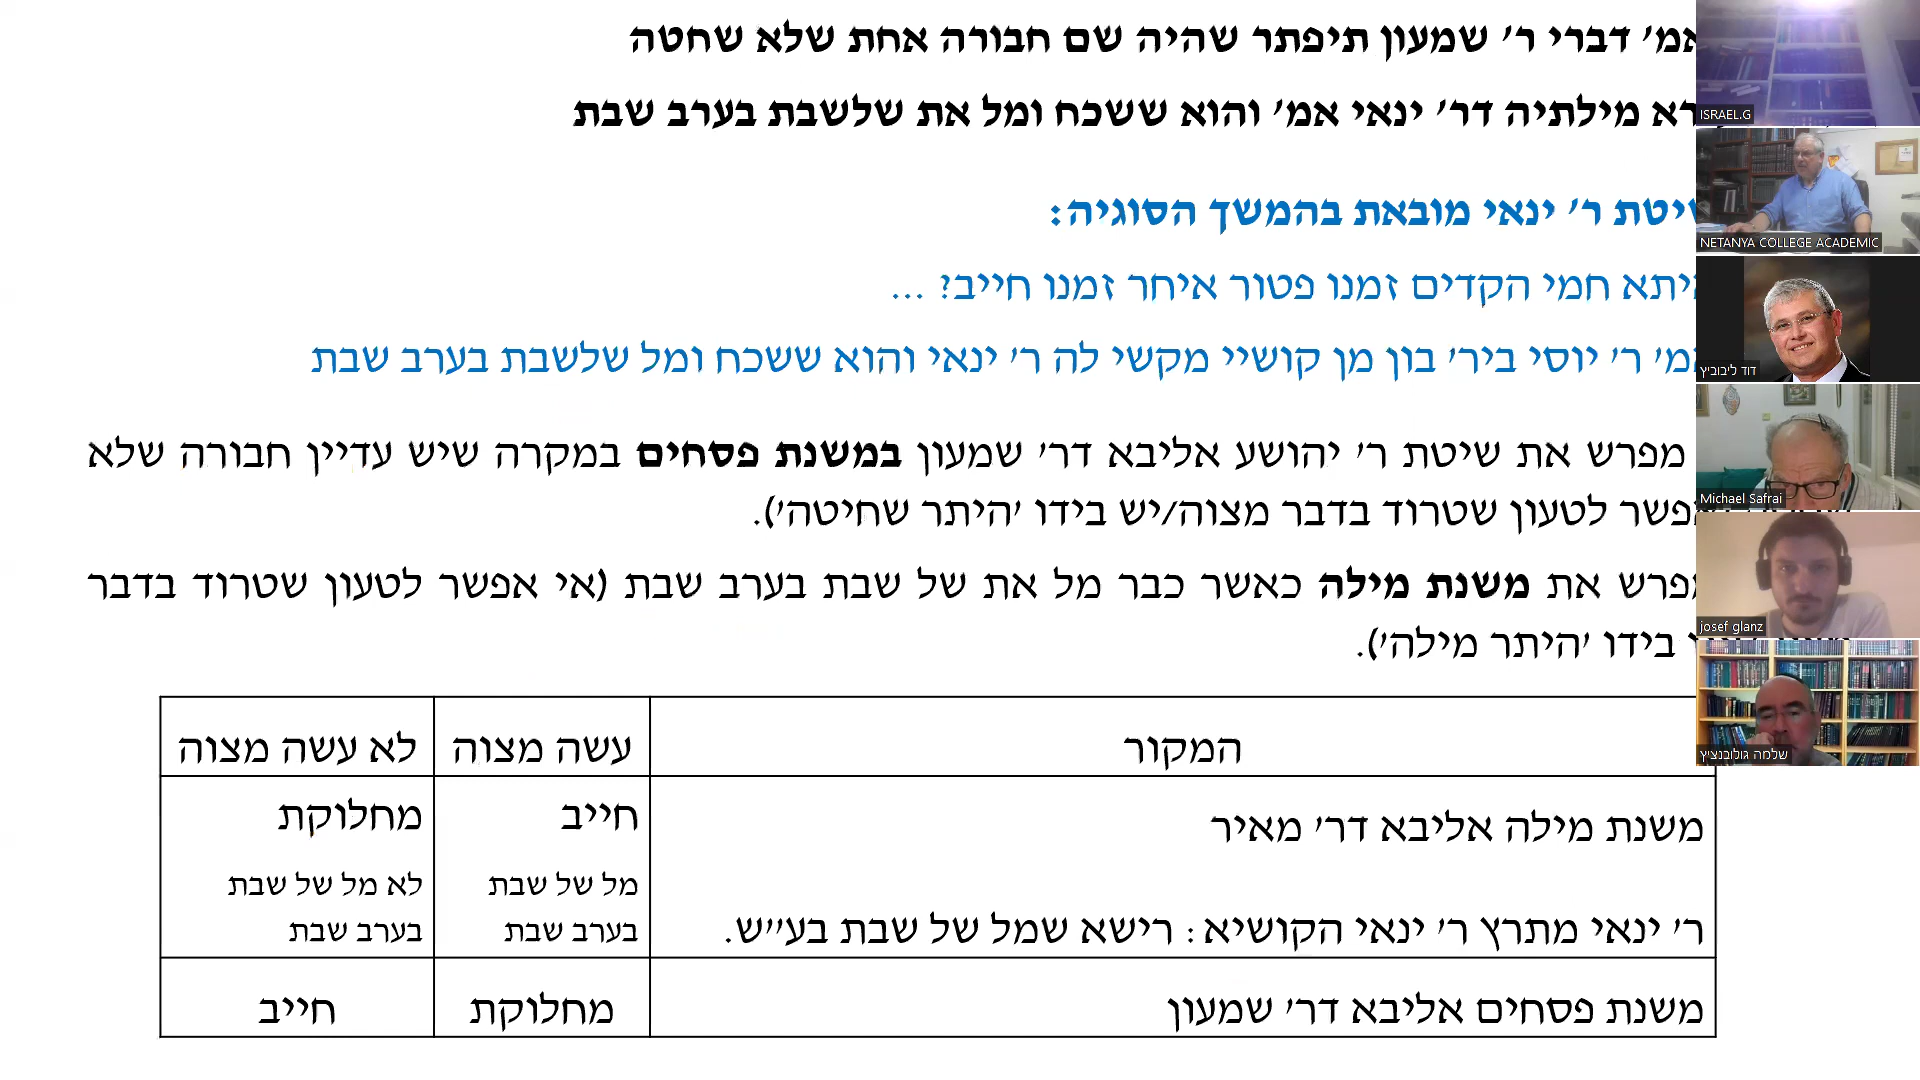 אמ׳ דברי ר׳ שמעון תיפתר שהיה שם חבורה אחת שלא שחטה
מילתיה דר׳ ינאי אמ׳ והוא ששכח ומל את שלשבת בערב שבת
שיטת ר׳ ינאי מובאת בהמשך הסוגיה:
חמי הקדים זמנו פטור איחר זמנו חייב? ...
ר׳ יוסי ביר׳ בון מן קושיי מקשי לה ר׳ ינאי והוא ששכח ומל שלשבת בערב שבת
מפרש את שיטת ר׳ יהושע אליבא דר׳ שמעון במשנת פסחים במקרה שיש עדיין חבורה שלא
לטעון שטרוד בדבר מצוה/יש בידו ׳היתר שחיטה׳).
מפרש את משנת מילה כאשר כבר מל את של שבת בערב שבת (אי אפשר לטעון שטרוד בדבר
בידו ׳היתר מילה׳).
המקור עשה מצוה לא עשה מצוה
משנת מילה אליבא דר׳ מאיר חייב מחלוקת
מל של שבת לא מל של שבת
ר׳ ינאי מתרץ ר׳ ינאי הקושיא: רישא שמל של שבת בע״ש. בערב שבת בערב שבת
משנת פסחים אליבא דר׳ שמעון מחלוקת חייב
ISRAEL.G
NETANYA COLLEGE ACADEMIC
דוד ליבוביץ
Michael Safrai
josef glanz
שלמה גולובנציץ